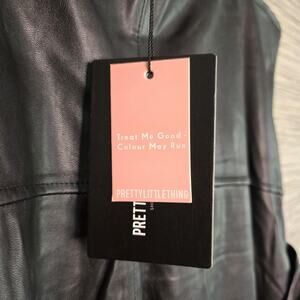 Treat Me Good-
Colour May Run
PRETTYLITTLETHING
PRETT